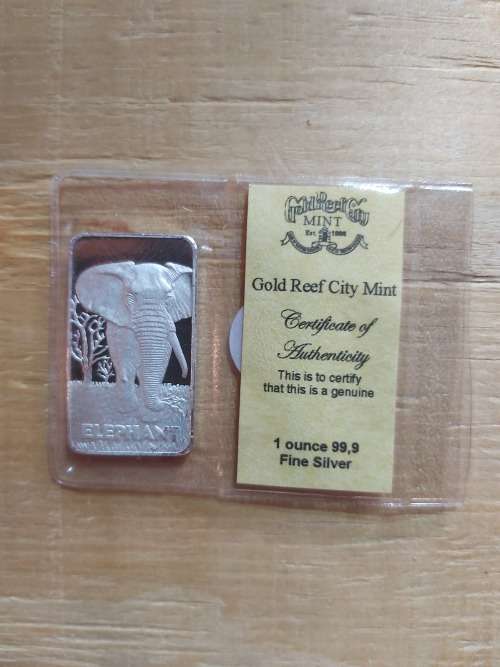 ELEPHANT
Gold Reef City
MINT
Est. 1886
Gold Reef City Mint
Certificate of
Authenticity
This is to certify
that this is a genuine
1 ounce 99,9
Fine Silver